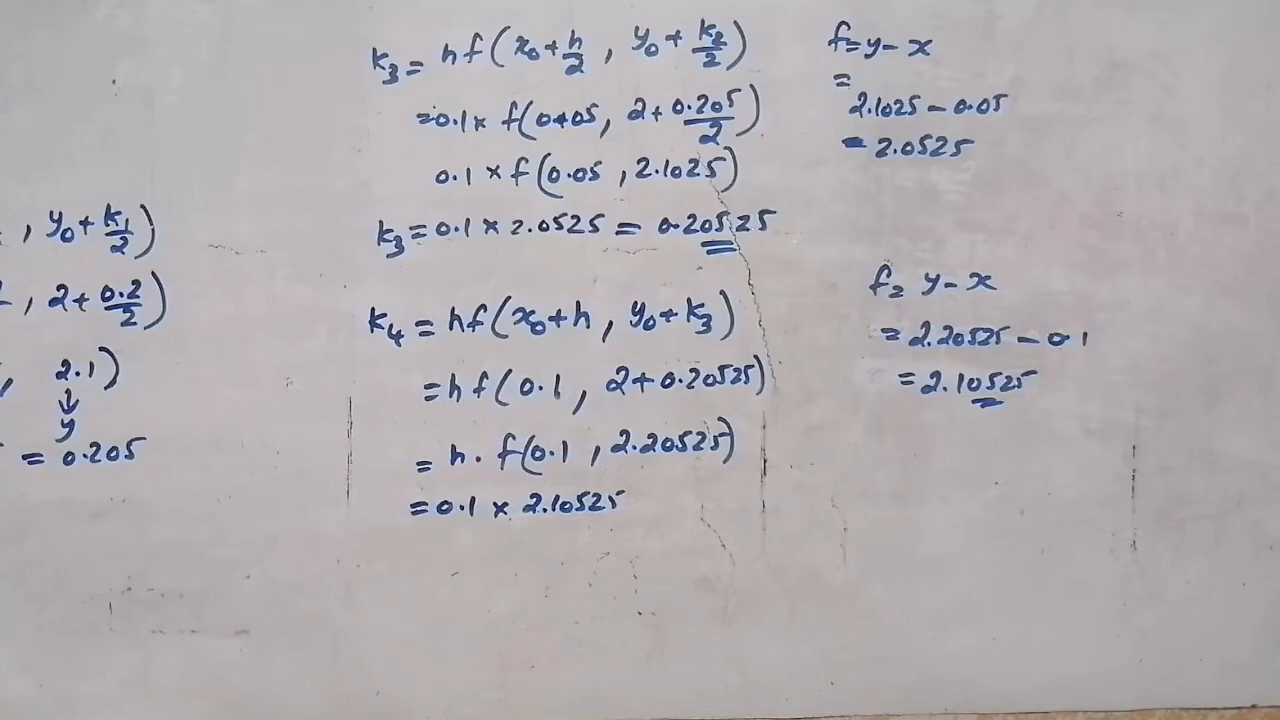 , y₀+k₁/2)
, 2+0.2/2)
, 2.1)
↓
y
= 0.205
k₃= hf(x₀+h/2, y₀+k₂/2)
=0.1× f(0+05, 2+0.205/2)
0.1 × f(0.05, 2.1025)
k₃=0.1 × 2.0525 = 0.20525
k₄=hf(x₀+h, y₀+k₃)
=hf(0.1, 2+0.20525)
= h. f(0.1, 2.20525)
=0.1 × 2.10525
f=y-x
=
2.1025-0.05
= 2.0525
f= y-x
= 2.20525-0.1
= 2.10525